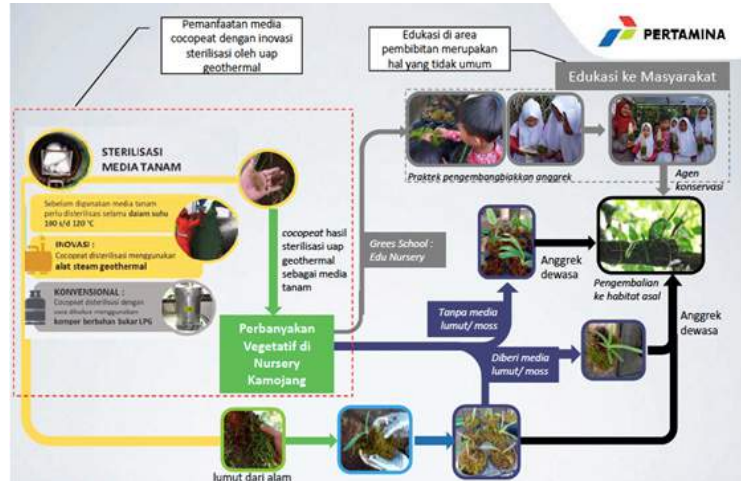 Pemanfaatan media
cocopeat dengan inovasi
sterilisasi oleh uap
geothermal
Edukasi di area
pembibitan merupakan
hal yang tidak umum
PERTAMINA
Edukasi ke Masyarakat
STERILISASI
MEDIA TANAM
Sebelum digunakan media tanam
perlu disterilisasi selama dalam suhu
100 s/d 120 °C
INOVASI :
Cocopeat disterilisasi menggunakan
alat steam geothermal
KONVENSIONAL :
Cocopeat disterilisasi dengan
cara dikukus menggunakan
kompor berbahan bakar LPG
cocopeat hasil
sterilisasi uap
geothermal
sebagai media
tanam
Praktek pengembangbiakkan anggrek
Agen
konservasi
Grees School :
Edu Nursery
Anggrek
dewasa
Pengembalian
ke habitat asal
Tanpa media
lumut/ moss
Anggrek
dewasa
Perbanyakan
Vegetatif di
Nursery
Kamojang
Diberi media
lumut/ moss
lumut dari alam